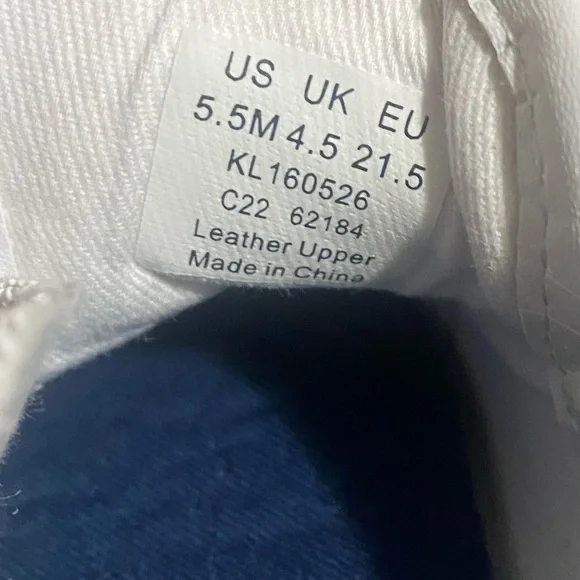 US UK EU
5.5M 4.5 21.5
KL160526
C22 62184
Leather Upper
Made in China